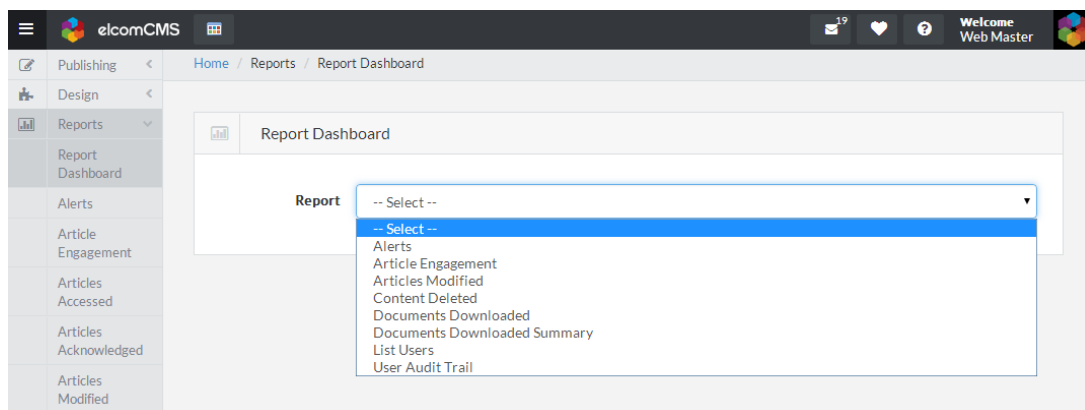 elcomCMS
19
Welcome
Web Master
Publishing
Design
Reports
Report
Dashboard
Alerts
Article
Engagement
Articles
Accessed
Articles
Acknowledged
Articles
Modified
Home / Reports / Report Dashboard
Report Dashboard
Report
-- Select --
-- Select --
Alerts
Article Engagement
Articles Modified
Content Deleted
Documents Downloaded
Documents Downloaded Summary
List Users
User Audit Trail